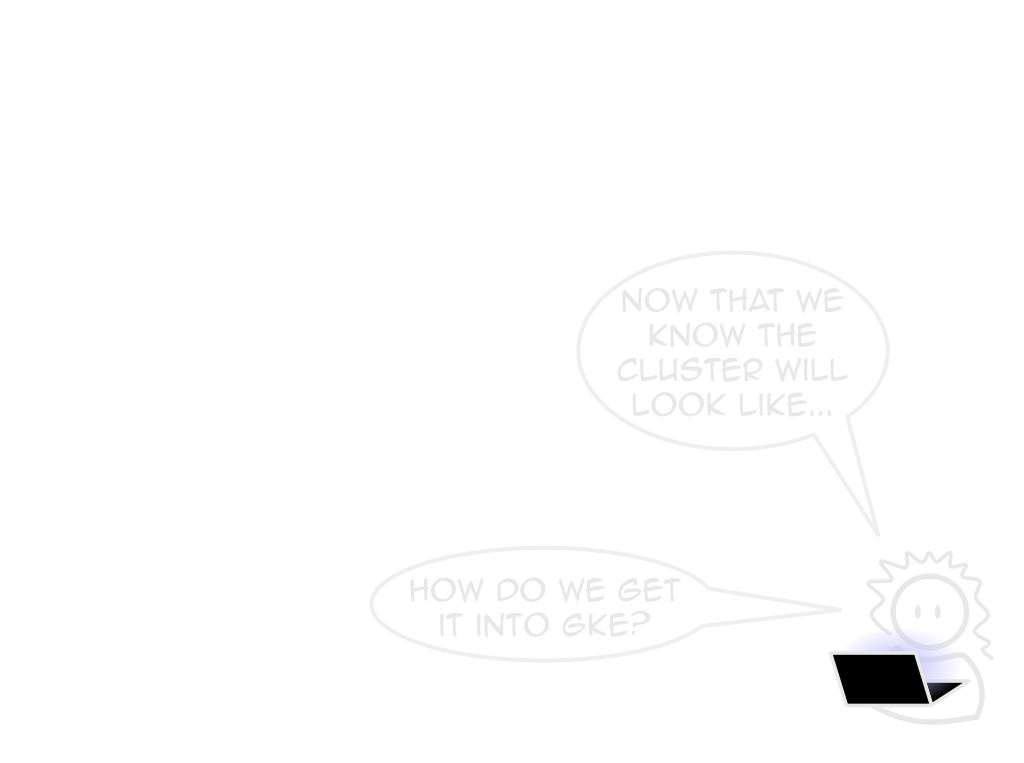 NOW THAT WE
KNOW THE
CLUSTER WILL
LOOK LIKE...
HOW DO WE GET
IT INTO GKE?